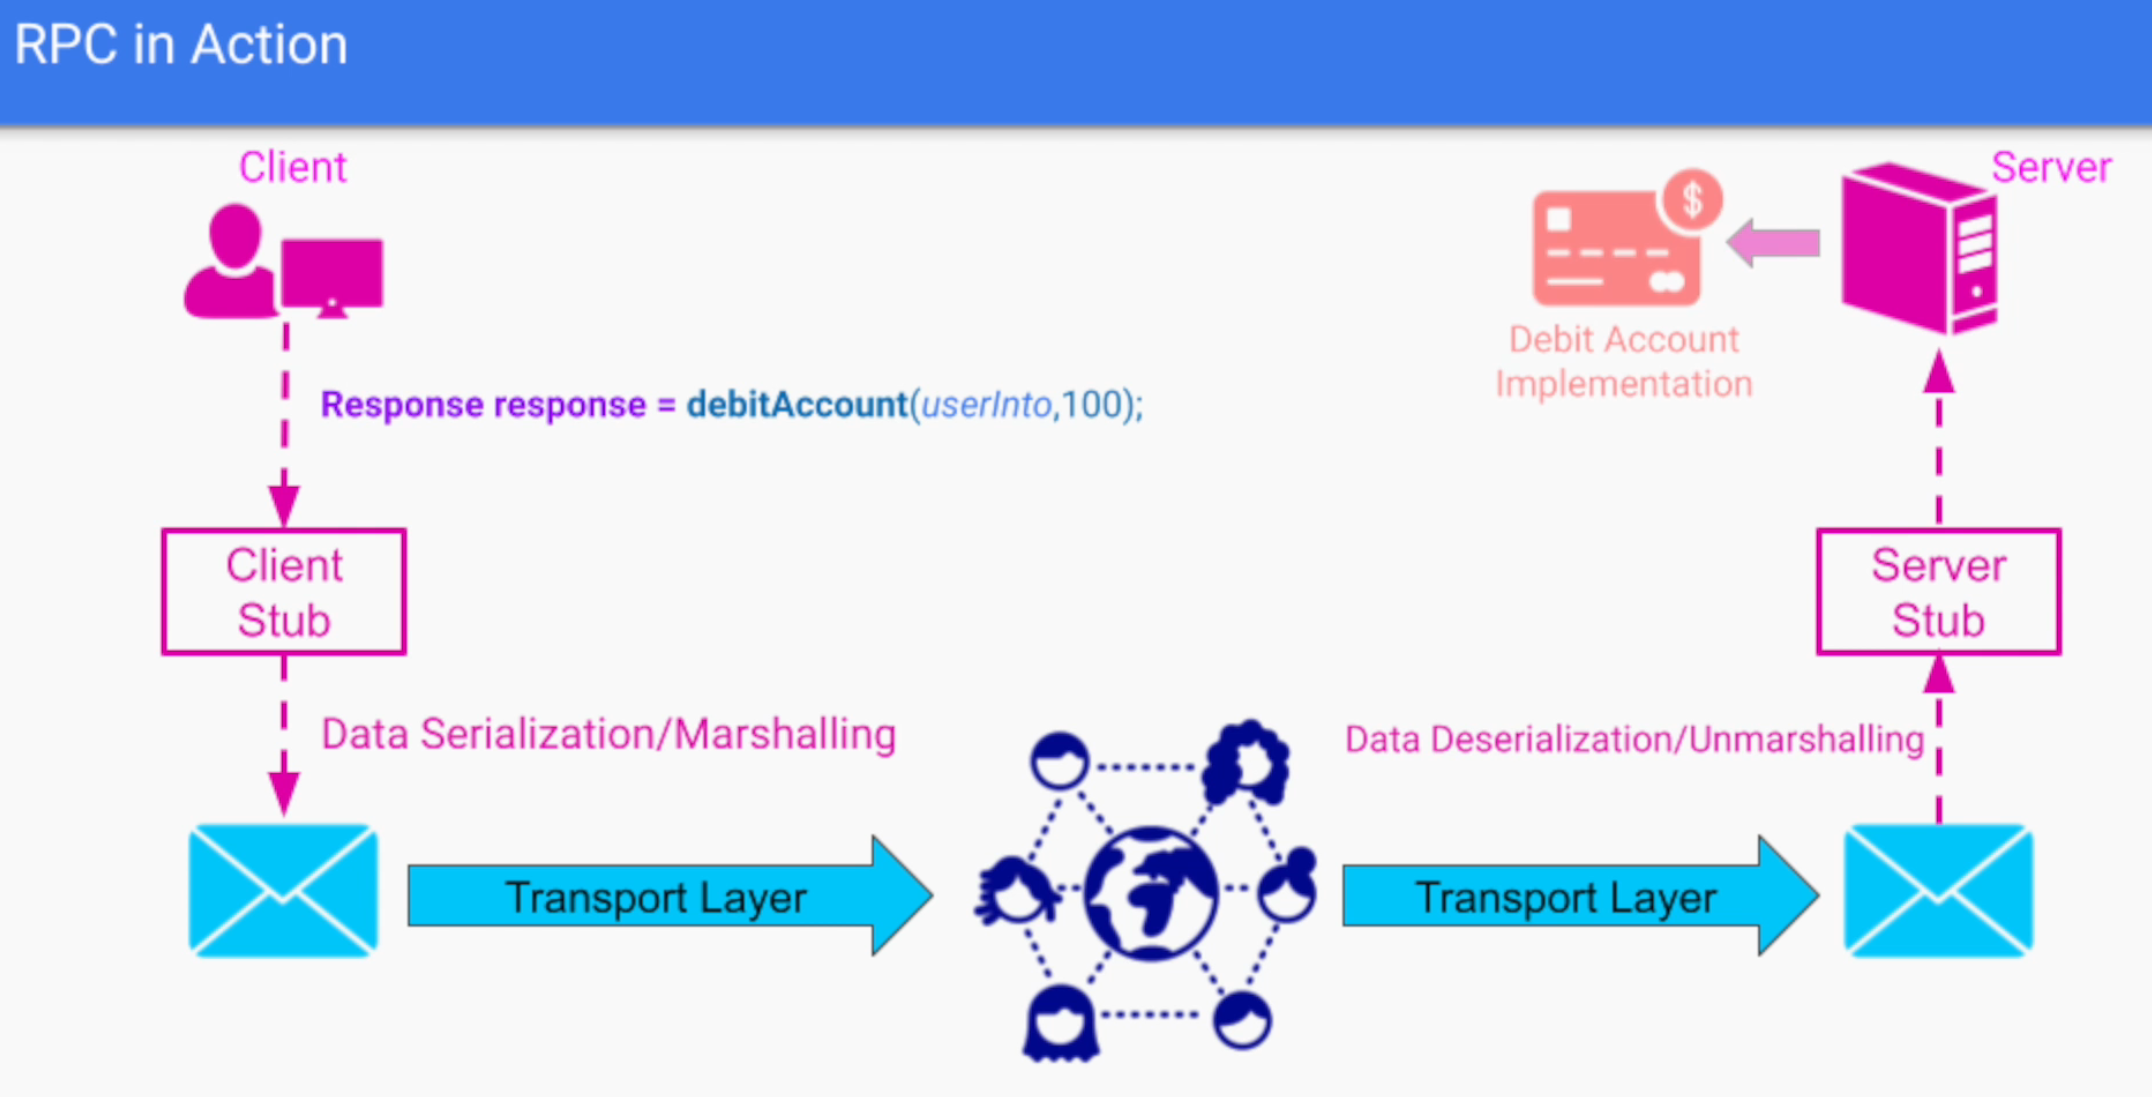 RPC in Action
Client
Server
$
Debit Account
Implementation
Response response = debitAccount(userInto,100);
Client
Stub
Server
Stub
Data Serialization/Marshalling
Data Deserialization/Unmarshalling
Transport Layer
Transport Layer